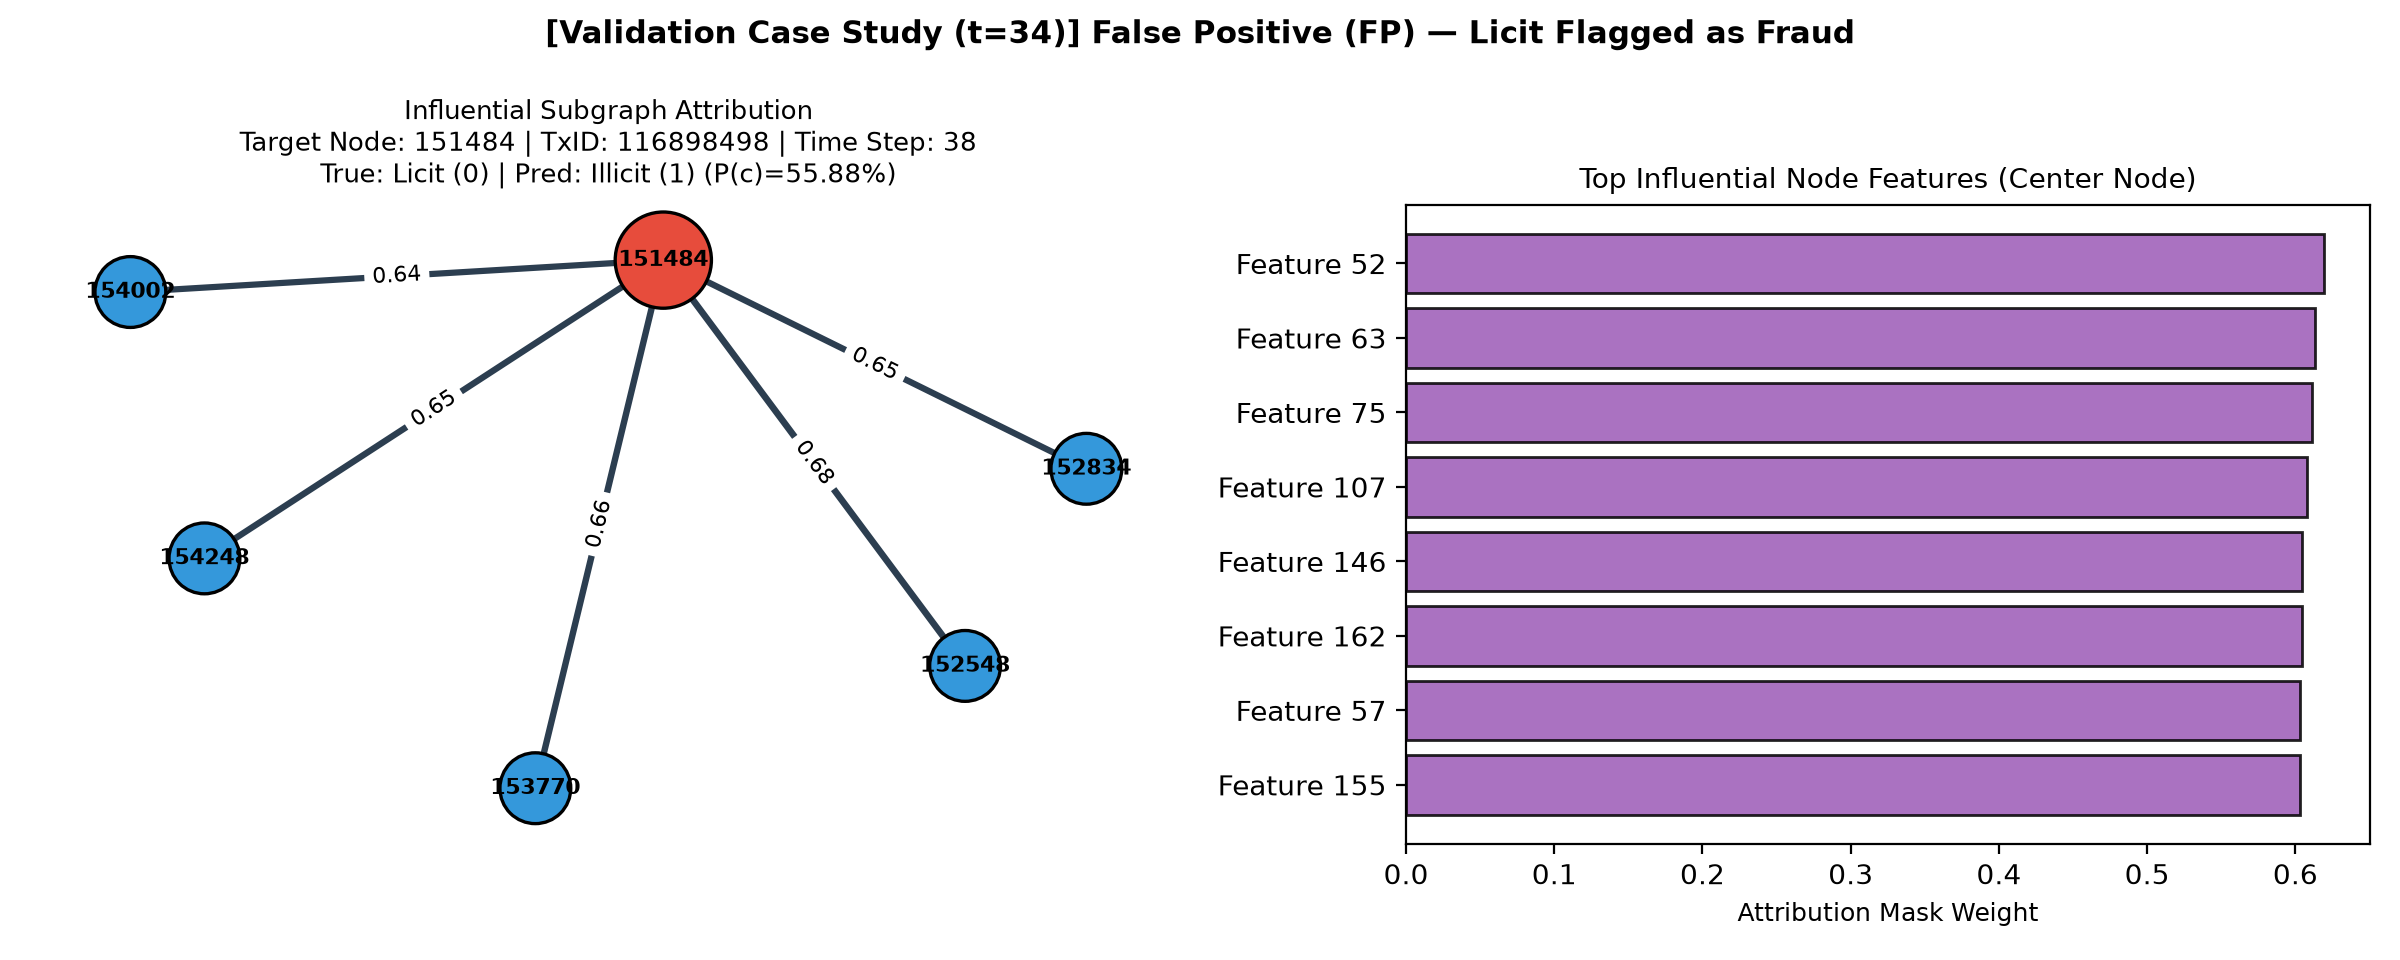 [Validation Case Study (t=34)] False Positive (FP) — Licit Flagged as Fraud
Influential Subgraph Attribution
Target Node: 151484 | TxID: 116898498 | Time Step: 38
True: Licit (0) | Pred: Illicit (1) (P(c)=55.88%)
151484
154002
0.64
0.65
0.65
0.68
0.66
152834
154248
152548
153770
Top Influential Node Features (Center Node)
Feature 52
Feature 63
Feature 75
Feature 107
Feature 146
Feature 162
Feature 57
Feature 155
0.0 0.1 0.2 0.3 0.4 0.5 0.6
Attribution Mask Weight